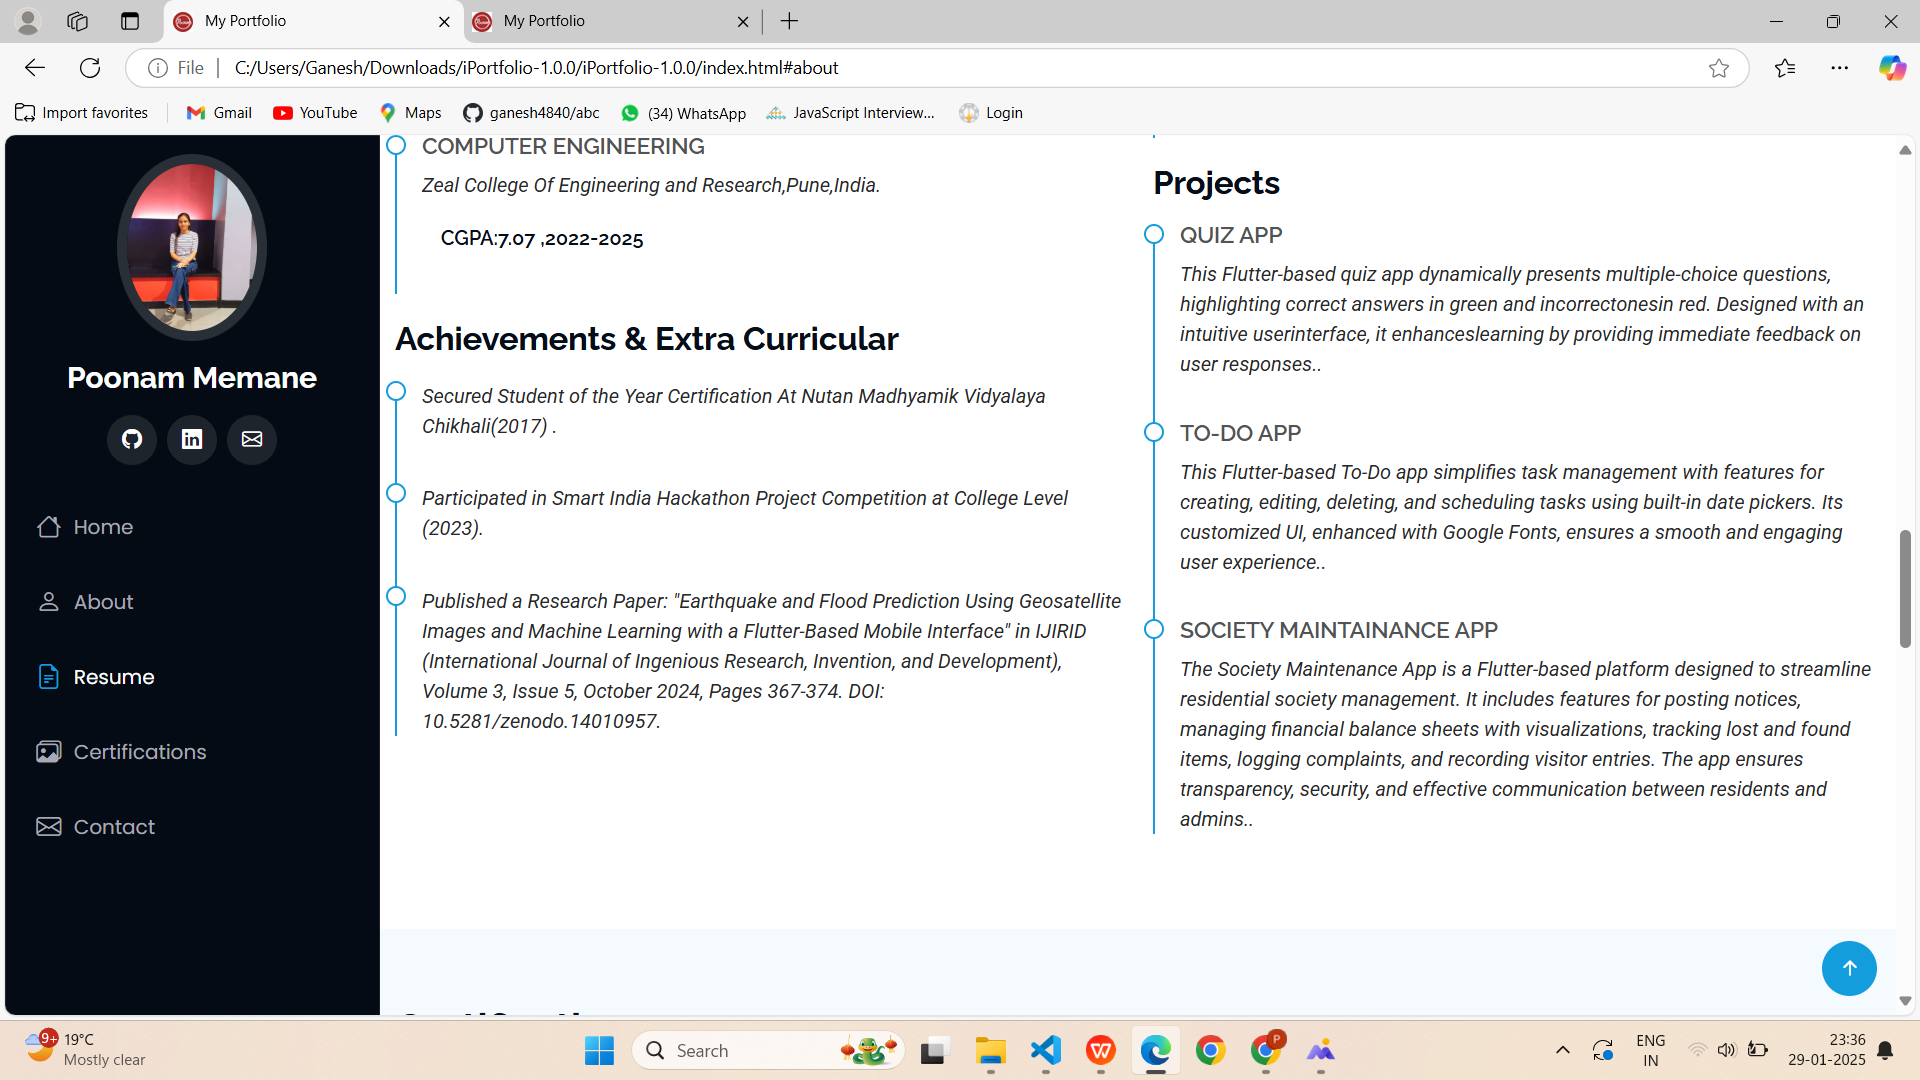 My Portfolio
My Portfolio
File
C:/Users/Ganesh/Downloads/iPortfolio-1.0.0/iPortfolio-1.0.0/index.html#about
Import favorites
Gmail
YouTube
Maps
ganesh4840/abc
(34) WhatsApp
JavaScript Interview...
Login
Poonam Memane
Home
About
Resume
Certifications
Contact
COMPUTER ENGINEERING
Zeal College Of Engineering and Research,Pune,India.
CGPA:7.07 ,2022-2025
Achievements & Extra Curricular
Secured Student of the Year Certification At Nutan Madhyamik Vidyalaya
Chikhali(2017) .
Participated in Smart India Hackathon Project Competition at College Level
(2023).
Published a Research Paper: "Earthquake and Flood Prediction Using Geosatellite
Images and Machine Learning with a Flutter-Based Mobile Interface" in IJIRID
(International Journal of Ingenious Research, Invention, and Development),
Volume 3, Issue 5, October 2024, Pages 367-374. DOI:
10.5281/zenodo.14010957.
Projects
QUIZ APP
This Flutter-based quiz app dynamically presents multiple-choice questions,
highlighting correct answers in green and incorrectonesin red. Designed with an
intuitive userinterface, it enhanceslearning by providing immediate feedback on
user responses..
TO-DO APP
This Flutter-based To-Do app simplifies task management with features for
creating, editing, deleting, and scheduling tasks using built-in date pickers. Its
customized UI, enhanced with Google Fonts, ensures a smooth and engaging
user experience..
SOCIETY MAINTAINANCE APP
The Society Maintenance App is a Flutter-based platform designed to streamline
residential society management. It includes features for posting notices,
managing financial balance sheets with visualizations, tracking lost and found
items, logging complaints, and recording visitor entries. The app ensures
transparency, security, and effective communication between residents and
admins..
9+
19°C
Mostly clear
Search
P
ENG
IN
23:36
29-01-2025